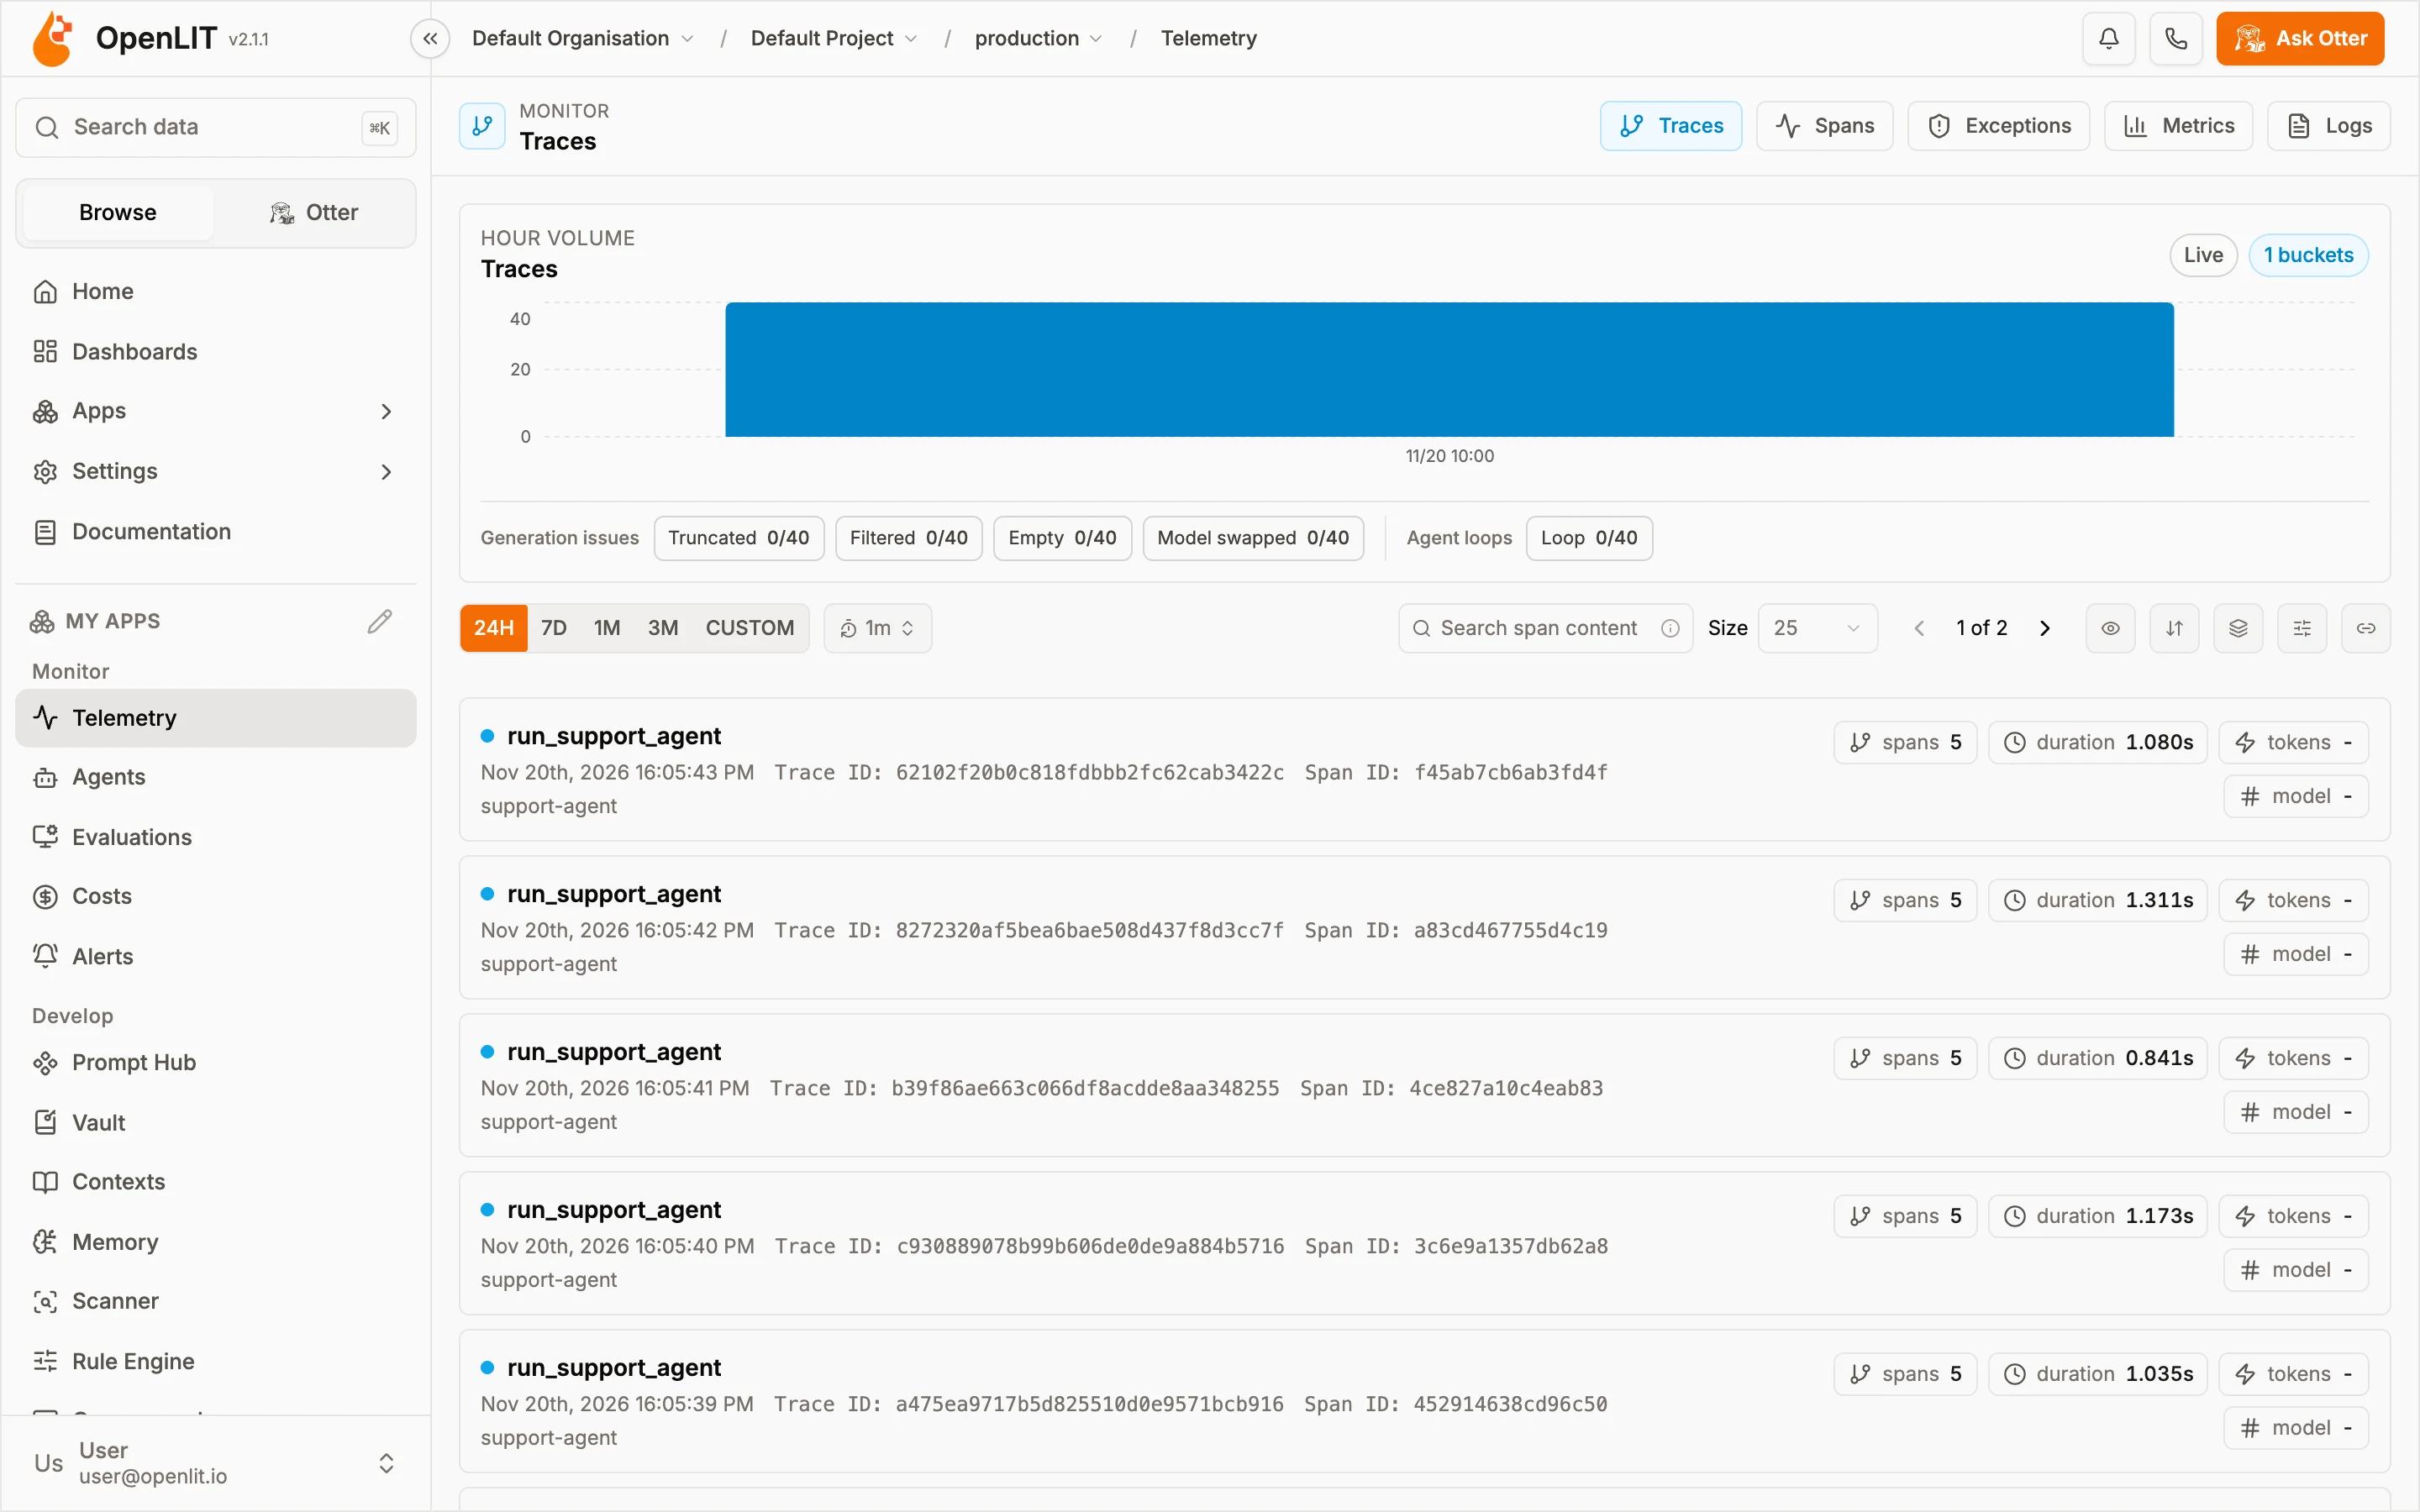 OpenLIT v2.1.1
Default Organisation / Default Project / production / Telemetry
Ask Otter
Search data ⌘K
Browse
Otter
Home
Dashboards
Apps
Settings
Documentation
MY APPS
Monitor
Telemetry
Agents
Evaluations
Costs
Alerts
Develop
Prompt Hub
Vault
Contexts
Memory
Scanner
Rule Engine
Us
User
user@openlit.io
MONITOR
Traces
Traces
Spans
Exceptions
Metrics
Logs
HOUR VOLUME
Traces
Live
1 buckets
40
20
0
11/20 10:00
Generation issues
Truncated 0/40
Filtered 0/40
Empty 0/40
Model swapped 0/40
Agent loops
Loop 0/40
24H 7D 1M 3M CUSTOM
1m
Search span content
Size 25
1 of 2
run_support_agent
Nov 20th, 2026 16:05:43 PM Trace ID: 62102f20b0c818fdbbb2fc62cab3422c Span ID: f45ab7cb6ab3fd4f
support-agent
spans 5
duration 1.080s
tokens -
model -
run_support_agent
Nov 20th, 2026 16:05:42 PM Trace ID: 8272320af5bea6bae508d437f8d3cc7f Span ID: a83cd467755d4c19
support-agent
spans 5
duration 1.311s
tokens -
model -
run_support_agent
Nov 20th, 2026 16:05:41 PM Trace ID: b39f86ae663c066df8acdde8aa348255 Span ID: 4ce827a10c4eab83
support-agent
spans 5
duration 0.841s
tokens -
model -
run_support_agent
Nov 20th, 2026 16:05:40 PM Trace ID: c930889078b99b606de0de9a884b5716 Span ID: 3c6e9a1357db62a8
support-agent
spans 5
duration 1.173s
tokens -
model -
run_support_agent
Nov 20th, 2026 16:05:39 PM Trace ID: a475ea9717b5d825510d0e9571bcb916 Span ID: 452914638cd96c50
support-agent
spans 5
duration 1.035s
tokens -
model -